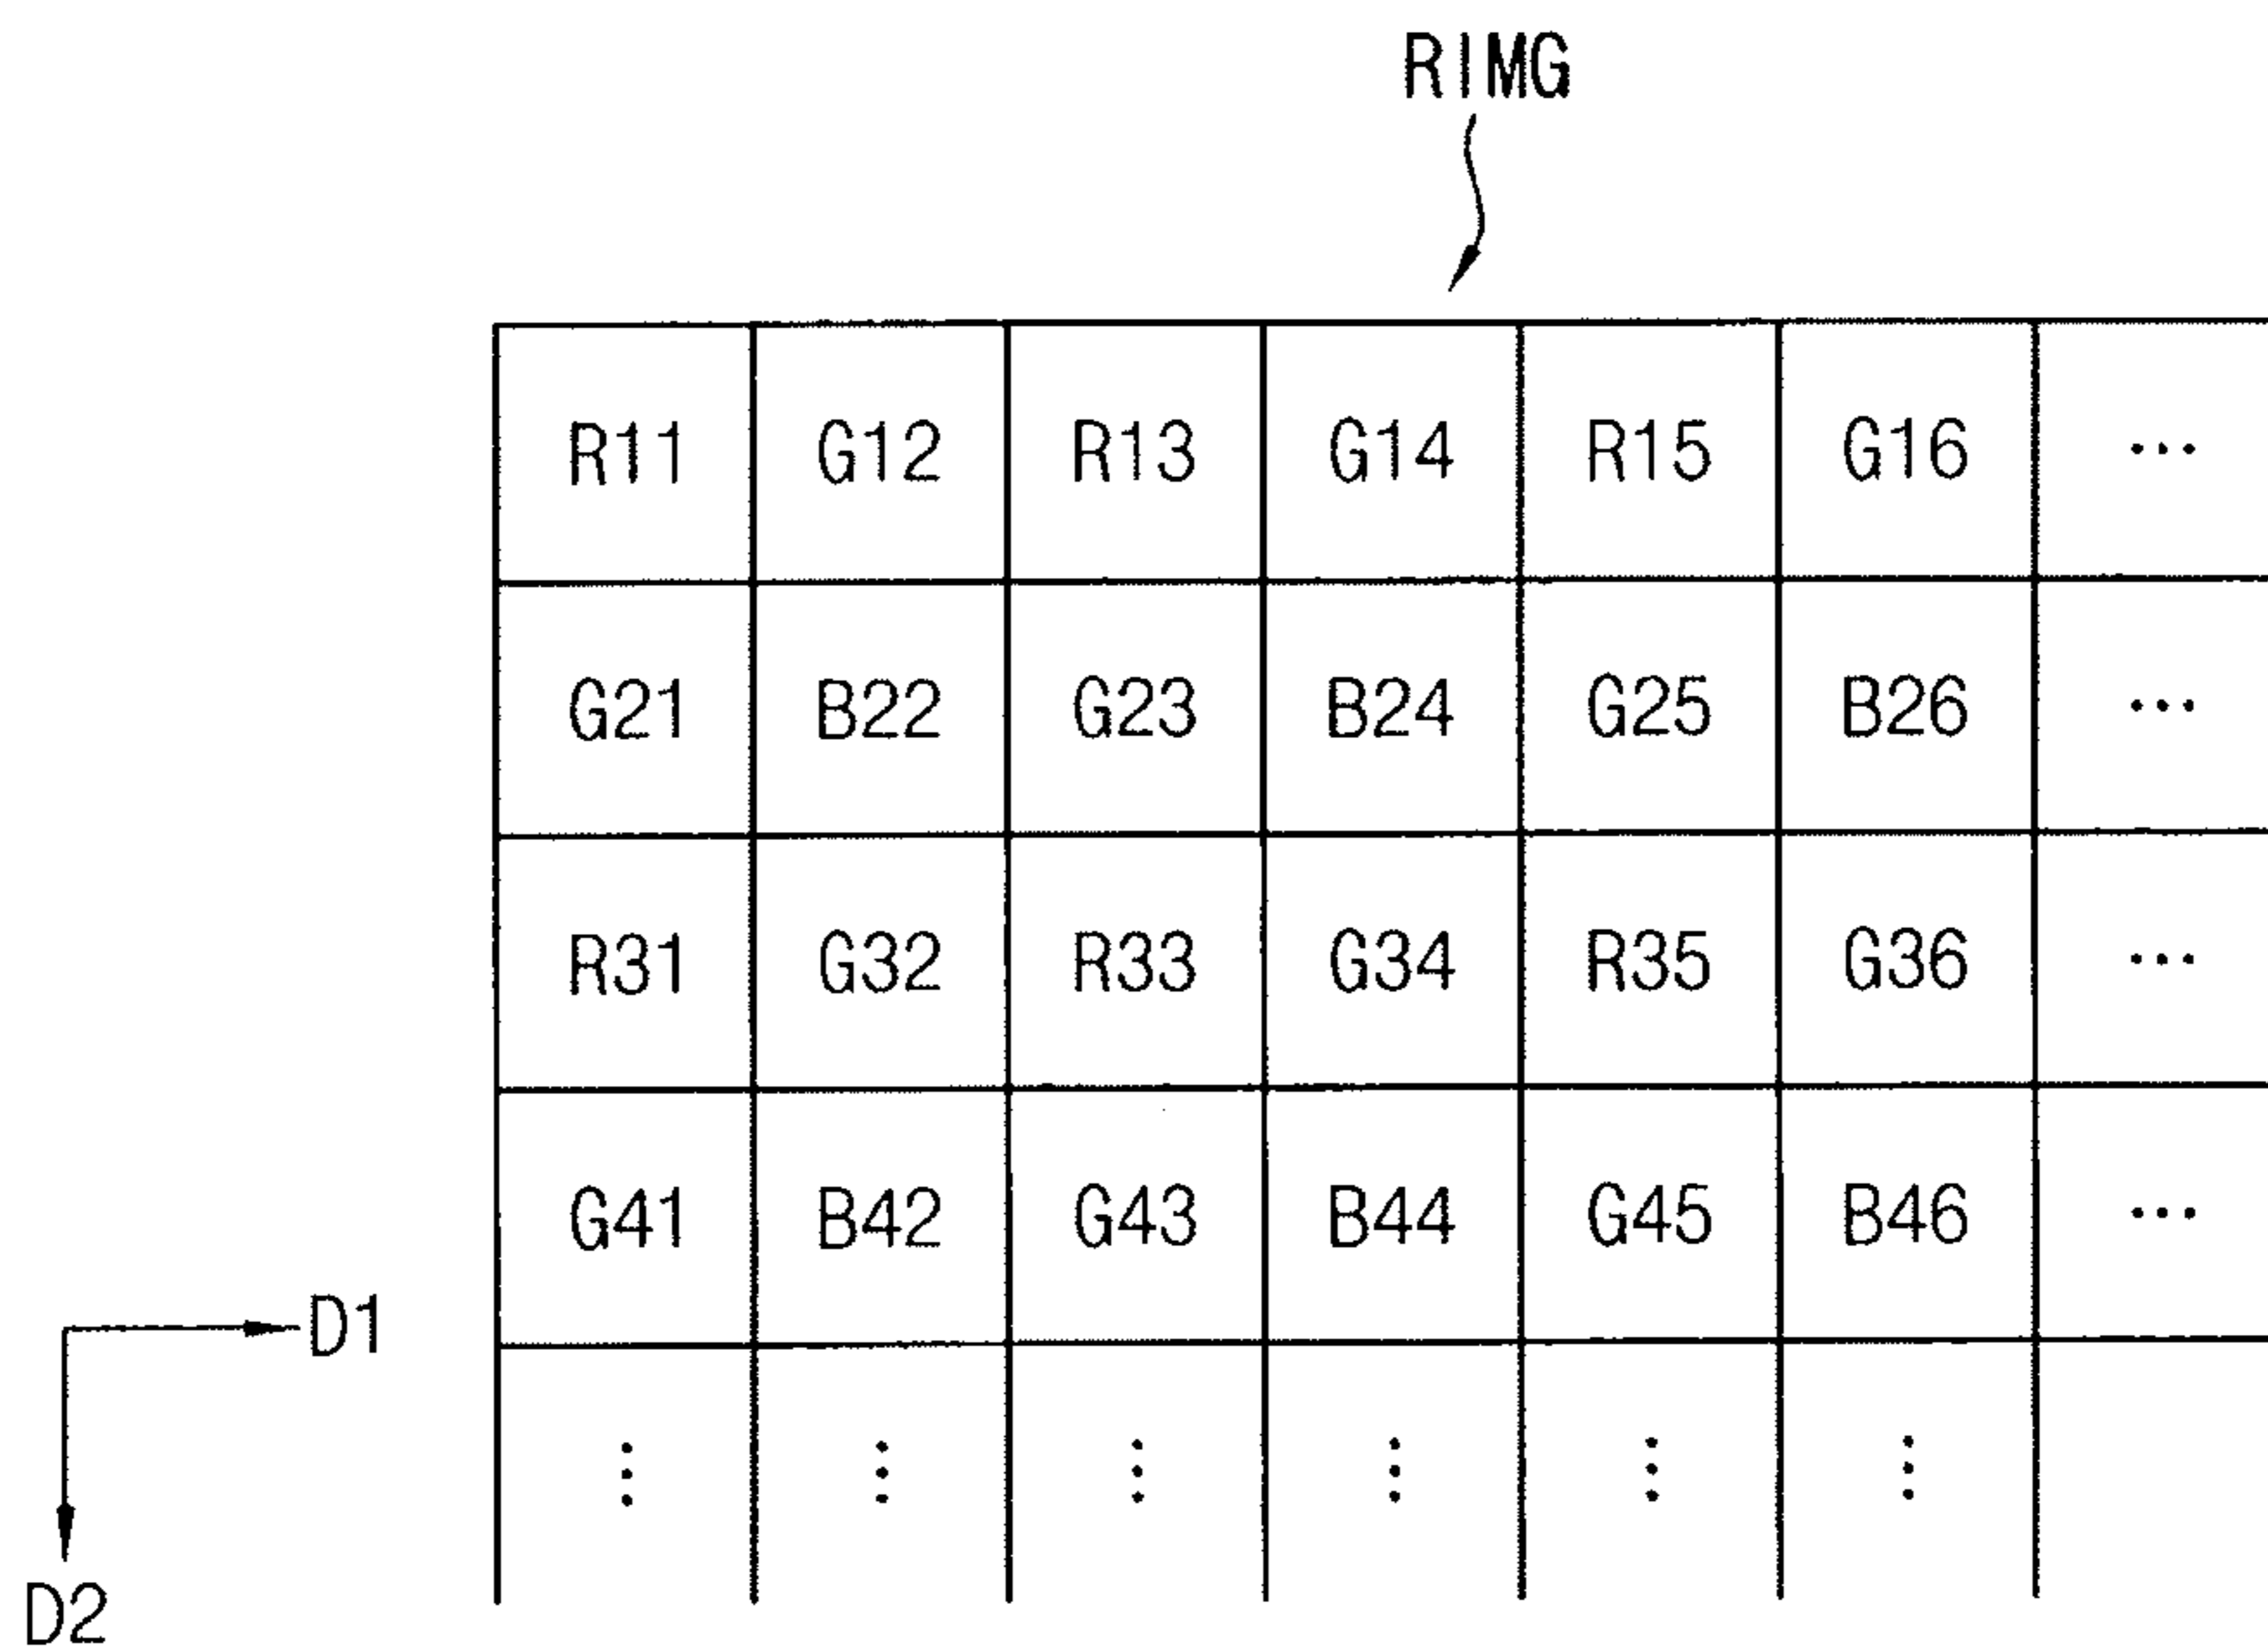 RIMG
R11 G12 R13 G14 R15 G16 ...
G21 B22 G23 B24 G25 B26 ...
R31 G32 R33 G34 R35 G36 ...
G41 B42 G43 B44 G45 B46 ...
D1
D2